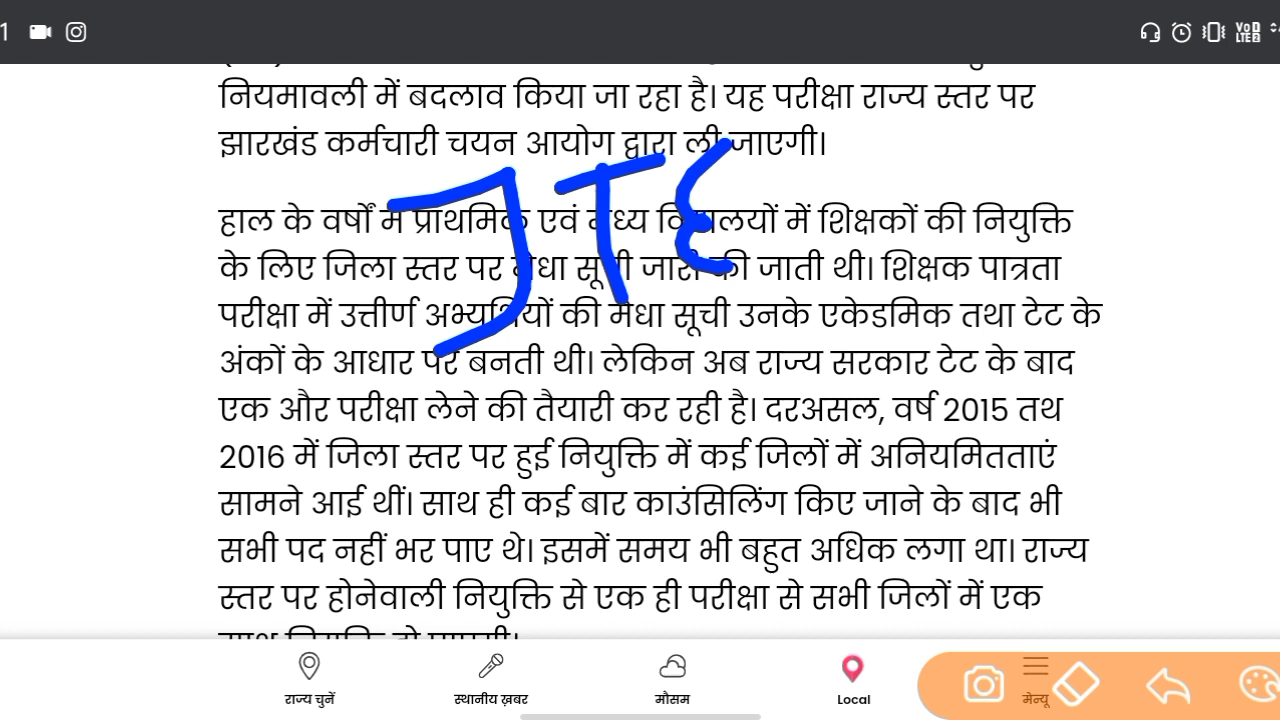 1
VoD
LTE2
नियमावली में बदलाव किया जा रहा है। यह परीक्षा राज्य स्तर पर
झारखंड कर्मचारी चयन आयोग द्वारा ली जाएगी।
JTE
हाल के वर्षों में प्राथमिक एवं मध्य विद्यालयों में शिक्षकों की नियुक्ति
के लिए जिला स्तर पर मेधा सूची जारी की जाती थी। शिक्षक पात्रता
परीक्षा में उत्तीर्ण अभ्यर्थियों की मेधा सूची उनके एकेडमिक तथा टेट के
अंकों के आधार पर बनती थी। लेकिन अब राज्य सरकार टेट के बाद
एक और परीक्षा लेने की तैयारी कर रही है। दरअसल, वर्ष 2015 तथ
2016 में जिला स्तर पर हुई नियुक्ति में कई जिलों में अनियमितताएं
सामने आई थीं। साथ ही कई बार काउंसिलिंग किए जाने के बाद भी
सभी पद नहीं भर पाए थे। इसमें समय भी बहुत अधिक लगा था। राज्य
स्तर पर होनेवाली नियुक्ति से एक ही परीक्षा से सभी जिलों में एक
राज्य चुनें
स्थानीय ख़बर
मौसम
Local
मेन्यू